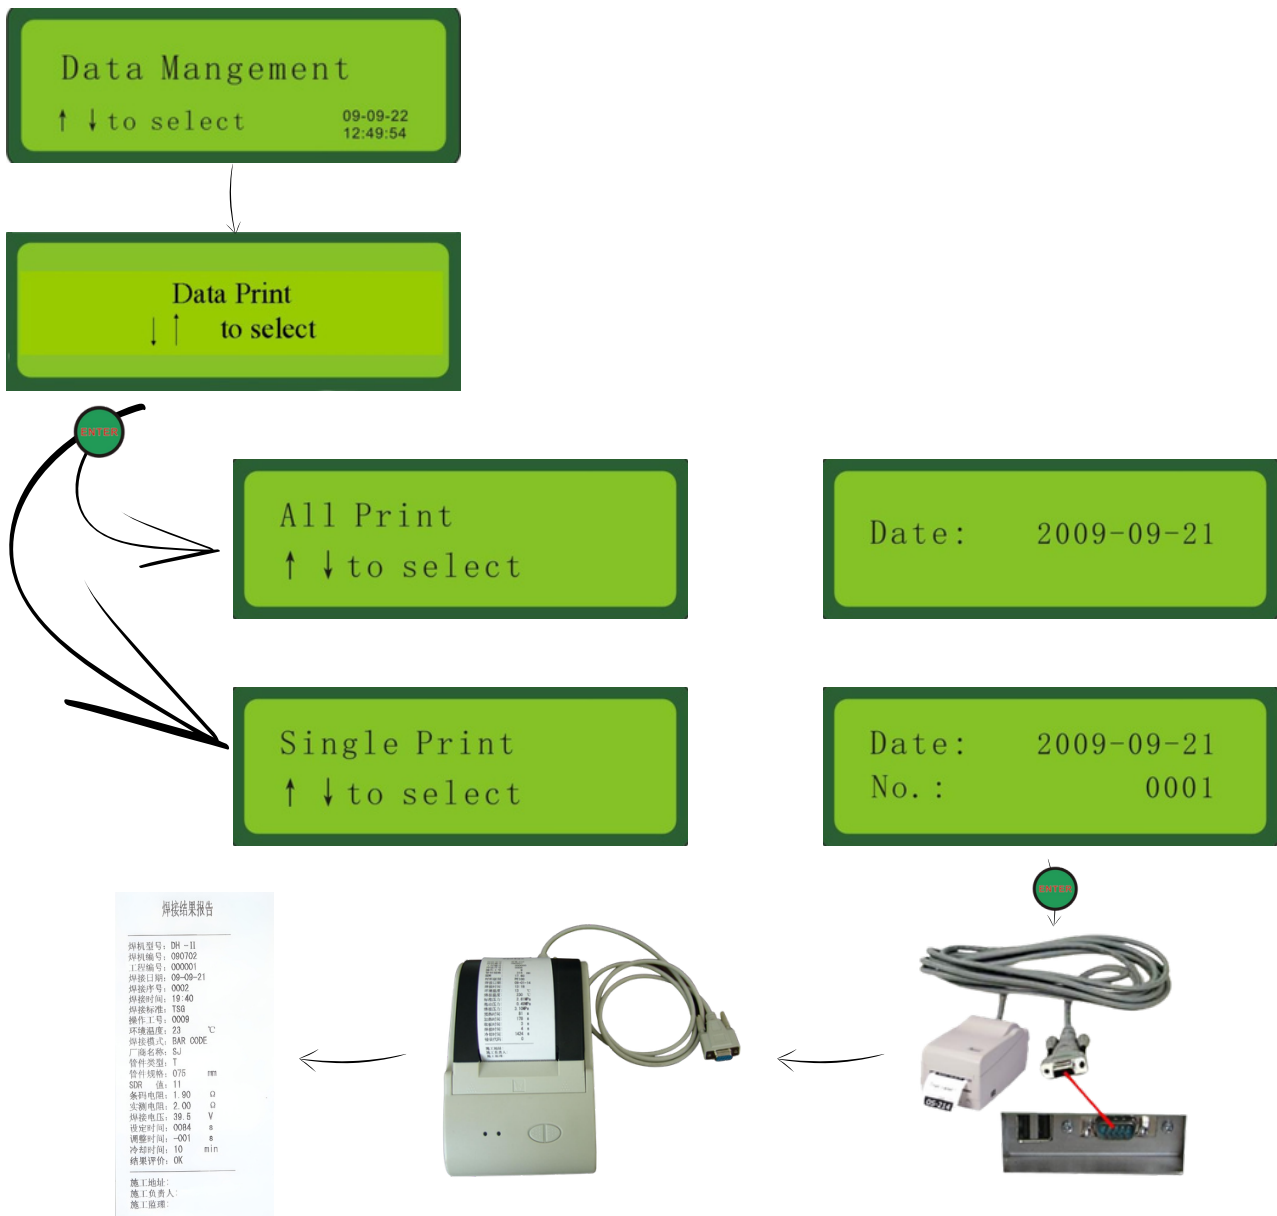 Data Mangement
↑ ↓ to select
09-09-22
12:49:54
Data Print
↓ ↑ to select
ENTER
All Print
↑ ↓ to select
Date: 2009-09-21
Single Print
↑ ↓ to select
Date: 2009-09-21
No.: 0001
ENTER
焊接结果报告
焊机型号: DH -II
焊机编号: 090702
工程编号: 000001
焊接日期: 09-09-21
焊接序号: 0002
焊接时间: 19:40
焊接标准: TSG
操作工号: 0009
环境温度: 23 ℃
焊接模式: BAR CODE
厂商名称: SJ
管件类型: T
管件规格: 075 mm
SDR 值: 11
条码电阻: 1.90 Ω
实测电阻: 2.00 Ω
焊接电压: 39.5 V
设定时间: 0084 s
调整时间: -001 s
冷却时间: 10 min
结果评价: OK
施工地址:
施工负责人:
施工监理:
OS-214